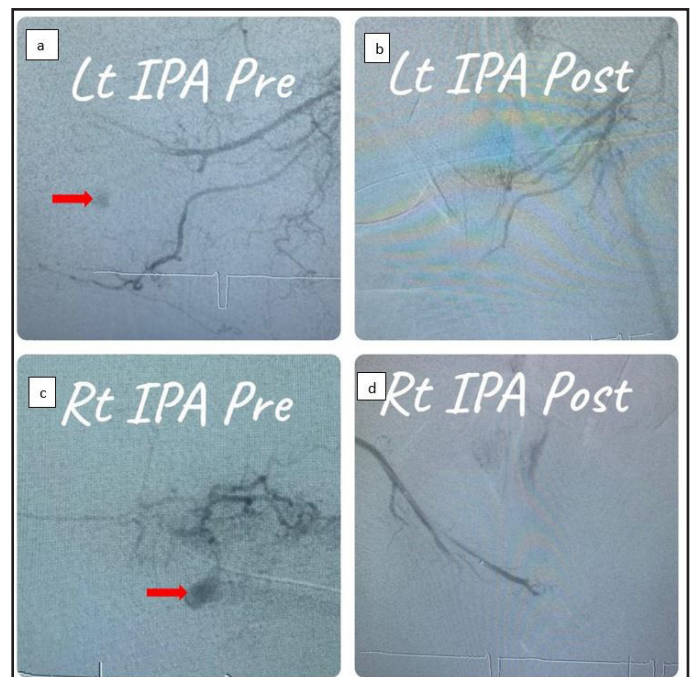 a
Lt IPA Pre
b
Lt IPA Post
c
Rt IPA Pre
d
Rt IPA Post